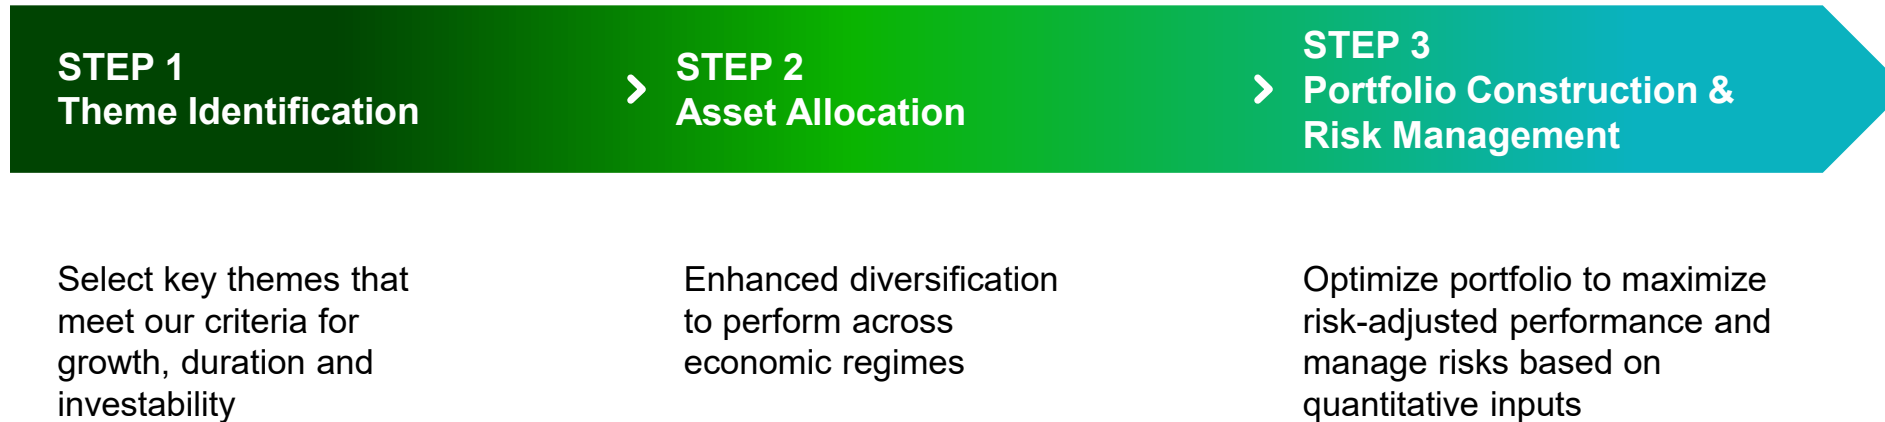 STEP 1
Theme Identification
STEP 2
Asset Allocation
STEP 3
Portfolio Construction &
Risk Management
Select key themes that
meet our criteria for
growth, duration and
investability
Enhanced diversification
to perform across
economic regimes
Optimize portfolio to maximize
risk-adjusted performance and
manage risks based on
quantitative inputs